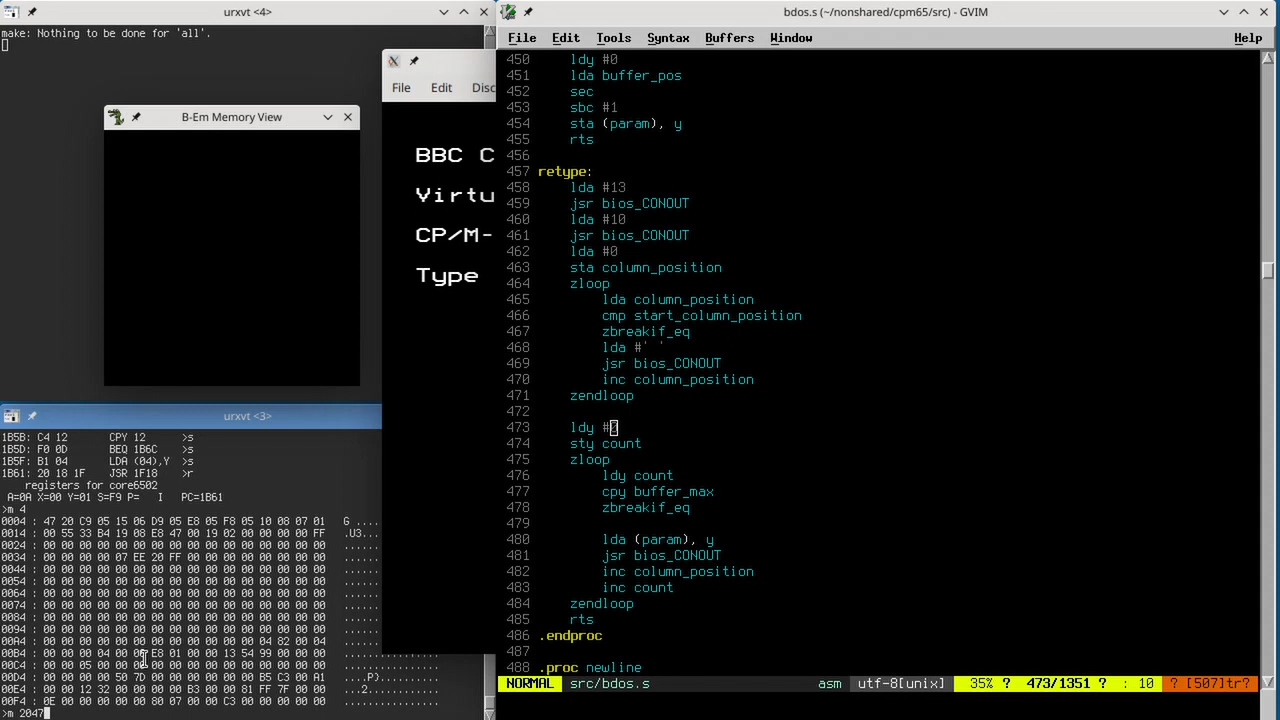 urxvt <4>
make: Nothing to be done for 'all'.
B-Em Memory View
File Edit Disc
BBC C
Virtu
CP/M-
Type
urxvt <3>
1B5B: C4 12 CPY 12 >s
1B5D: F0 0D BEQ 1B6C >s
1B5F: B1 04 LDA (04),Y >s
1B61: 20 18 1F JSR 1F18 >r
registers for core6502
A=0A X=00 Y=01 S=F9 P= I PC=1B61
>m 4
0004 : 47 20 C9 05 15 06 D9 05 E8 05 F8 05 10 08 07 01 G ....
0014 : 00 55 33 B4 19 08 E8 47 00 19 02 00 00 00 00 FF .U3...
0024 : 00 00 00 00 00 00 00 00 00 00 00 00 00 00 00 00 ......
0034 : 00 00 00 07 EE 20 FF 00 00 00 00 00 00 00 00 00
0044 : 00 00 00 00 00 00 00 00 00 00 00 00 00 00 00 00
0054 : 00 00 00 00 00 00 00 00 00 00 00 00 00 00 00 00
0064 : 00 00 00 00 00 00 00 00 00 00 00 00 00 00 00 00
0074 : 00 00 00 00 00 00 00 00 00 00 00 00 00 00 00 00
0084 : 00 00 00 00 00 00 00 00 00 00 00 00 00 00 00 00
0094 : 00 00 00 00 00 00 00 00 00 00 00 00 00 00 00 00
00A4 : 00 00 00 00 00 00 00 00 00 00 00 00 04 82 00 04
00B4 : 00 00 00 04 00 E8 01 00 00 13 54 99 00 00 00
00C4 : 00 00 05 00 00 00 00 00 00 00 00 00 00 00 00 00
00D4 : 00 00 00 00 00 50 7D 00 00 00 00 00 B5 C3 00 A1 .P}...
00E4 : 00 00 12 32 00 00 00 00 B3 00 00 81 FF 7F 00 00 ...2..
00F4 : 0E 00 00 00 00 00 00 80 07 00 C3 00 00 00 00 00
>m 2047
bdos.s (~/nonshared/cpm65/src) - GVIM
File Edit Tools Syntax Buffers Window Help
450 ldy #0
451 lda buffer_pos
452 sec
453 sbc #1
454 sta (param), y
455 rts
456
457 retype:
458 lda #13
459 jsr bios_CONOUT
460 lda #10
461 jsr bios_CONOUT
462 lda #0
463 sta column_position
464 zloop
465 lda column_position
466 cmp start_column_position
467 zbreakif_eq
468 lda #' '
469 jsr bios_CONOUT
470 inc column_position
471 zendloop
472
473 ldy #0
474 sty count
475 zloop
476 ldy count
477 cpy buffer_max
478 zbreakif_eq
479
480 lda (param), y
481 jsr bios_CONOUT
482 inc column_position
483 inc count
484 zendloop
485 rts
486 .endproc
487
488 .proc newline
NORMAL src/bdos.s asm utf-8[unix] 35% ? 473/1351 ? : 10 ? [507]tr?